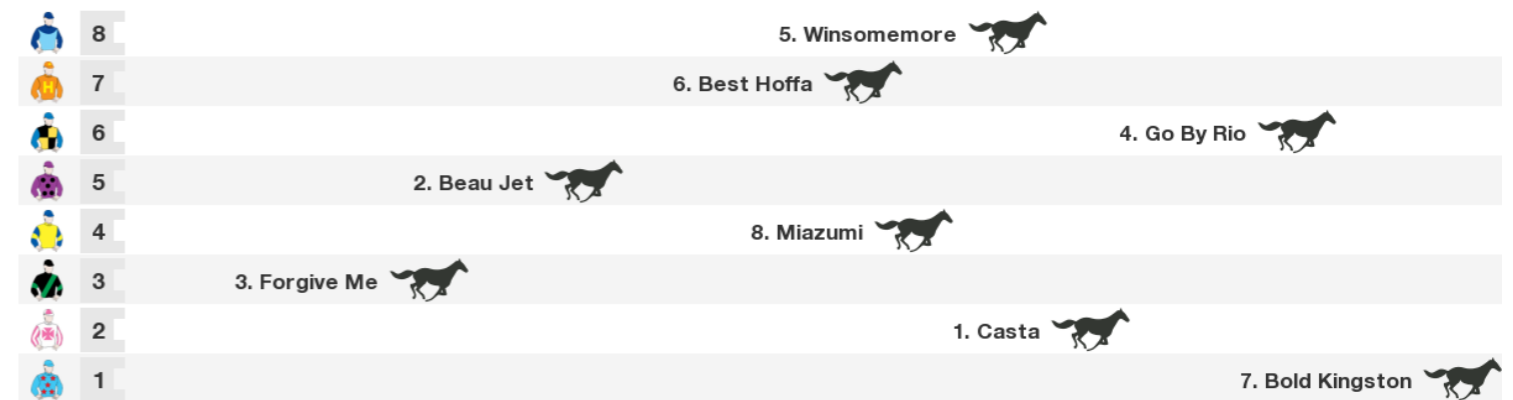 8 5. Winsomemore
H 7 6. Best Hoffa
6 4. Go By Rio
5 2. Beau Jet
4 8. Miazumi
3 3. Forgive Me
2 1. Casta
1 7. Bold Kingston